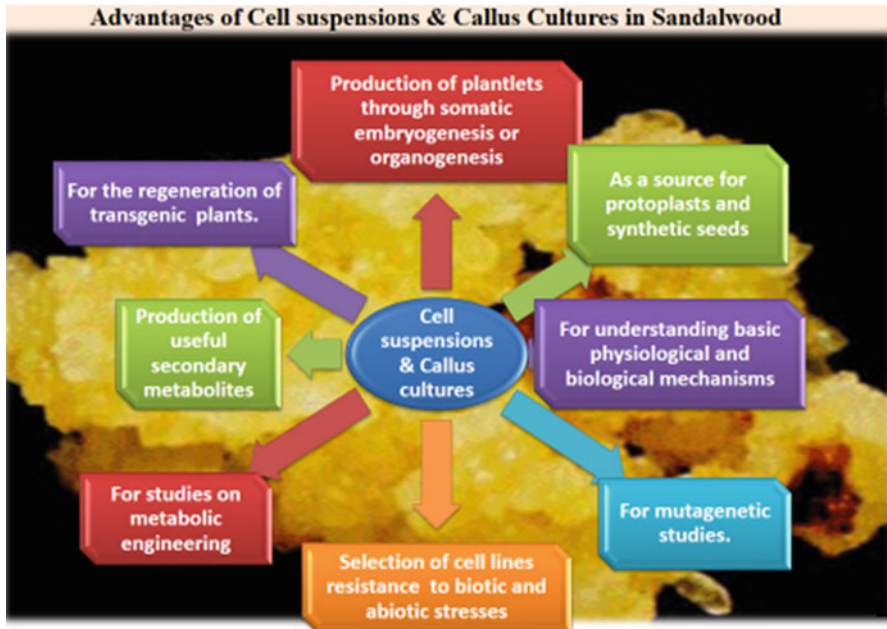 Advantages of Cell suspensions & Callus Cultures in Sandalwood
Production of plantlets
through somatic
embryogenesis or
organogenesis
As a source for
protoplasts and
synthetic seeds
For understanding basic
physiological and
biological mechanisms
For mutagenetic
studies.
Selection of cell lines
resistance to biotic and
abiotic stresses
For studies on
metabolic
engineering
Production of
useful
secondary
metabolites
For the regeneration of
transgenic plants.
Cell
suspensions
& Callus
cultures